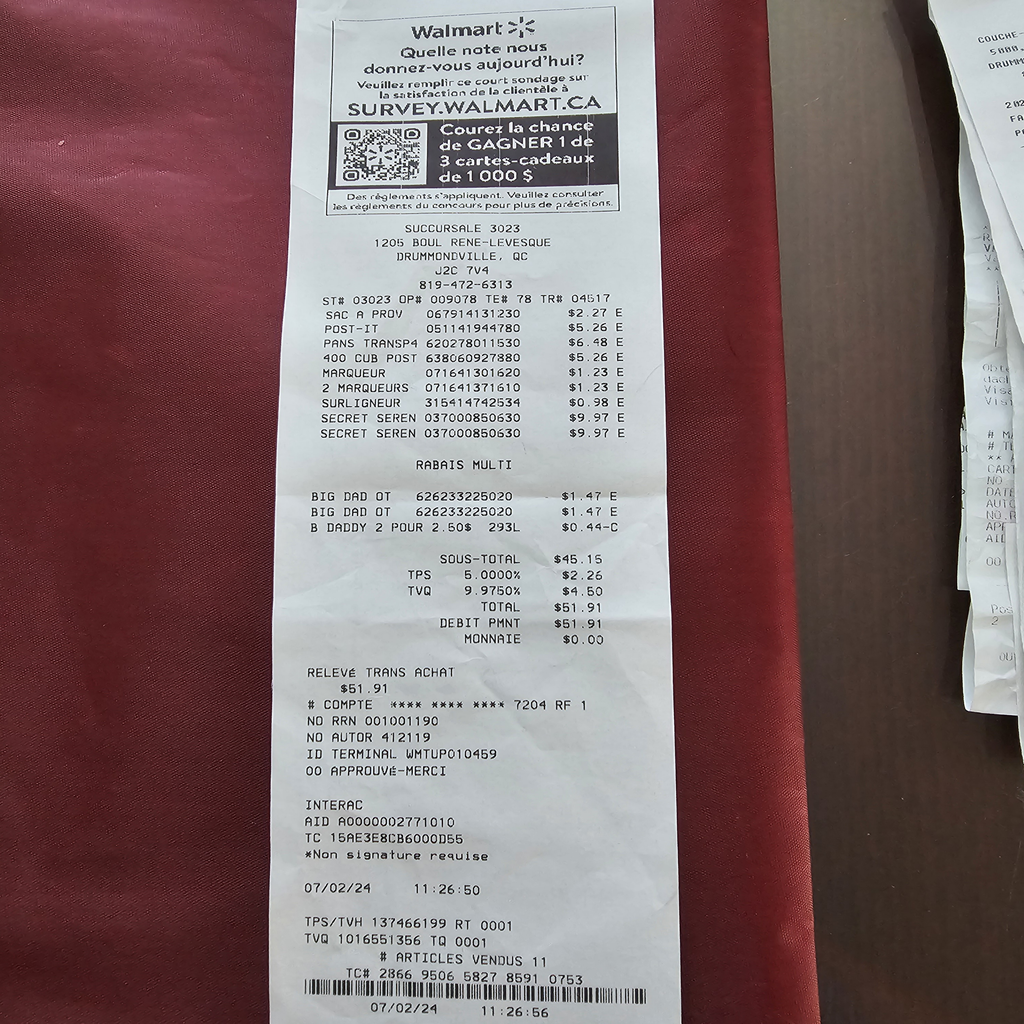 Walmart
Quelle note nous
donnez-vous aujourd'hui?
Veuillez remplir ce court sondage sur
la satisfaction de la clientèle à
SURVEY.WALMART.CA
Courez la chance
de GAGNER 1 de
3 cartes-cadeaux
de 1 000 $
Des règlements s'appliquent. Veuillez consulter
les règlements du concours pour plus de précisions.
SUCCURSALE 3023
1205 BOUL RENE-LEVESQUE
DRUMMONDVILLE, QC
J2C 7V4
819-472-6313
ST# 03023 OP# 009078 TE# 78 TR# 04517
SAC A PROV 067914131230 $2.27 E
POST-IT 051141944780 $5.26 E
PANS TRANSP4 620278011530 $6.48 E
400 CUB POST 638060927880 $5.26 E
MARQUEUR 071641301620 $1.23 E
2 MARQUEURS 071641371610 $1.23 E
SURLIGNEUR 315414742534 $0.98 E
SECRET SEREN 037000850630 $9.97 E
SECRET SEREN 037000850630 $9.97 E
RABAIS MULTI
BIG DAD OT 626233225020 $1.47 E
BIG DAD OT 626233225020 $1.47 E
B DADDY 2 POUR 2.50$ 293L $0.44-C
SOUS-TOTAL $45.15
TPS 5.0000% $2.26
TVQ 9.9750% $4.50
TOTAL $51.91
DEBIT PMNT $51.91
MONNAIE $0.00
RELEVÉ TRANS ACHAT
$51.91
# COMPTE **** **** **** 7204 RF 1
NO RRN 001001190
NO AUTOR 412119
ID TERMINAL WMTUP010459
00 APPROUVÉ-MERCI
INTERAC
AID A0000002771010
TC 15AE3E8CB6000D55
*Non signature requise
07/02/24 11:26:50
TPS/TVH 137466199 RT 0001
TVQ 1016551356 TQ 0001
# ARTICLES VENDUS 11
TC# 2866 9506 5827 8591 0753
07/02/24 11:26:56
COUCHE-
DRUMM